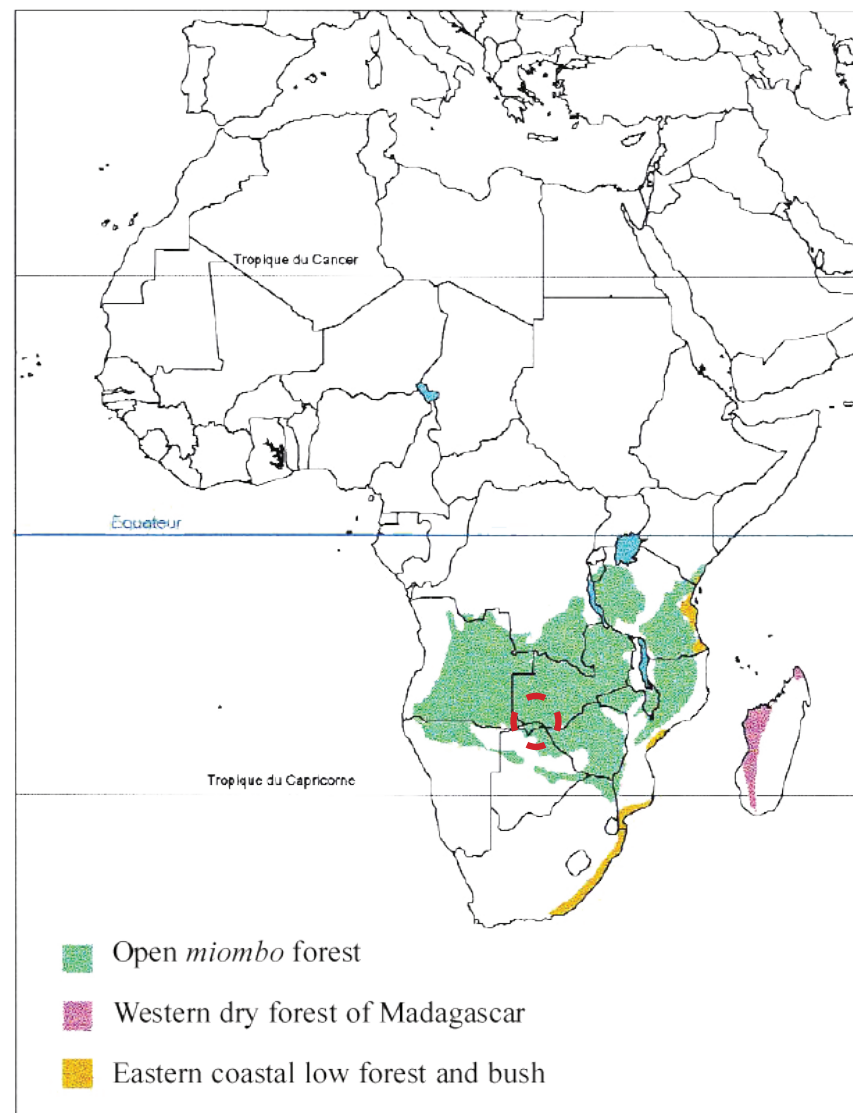 Tropique du Cancer
Equateur
Tropique du Capricorne
Open miombo forest
Western dry forest of Madagascar
Eastern coastal low forest and bush